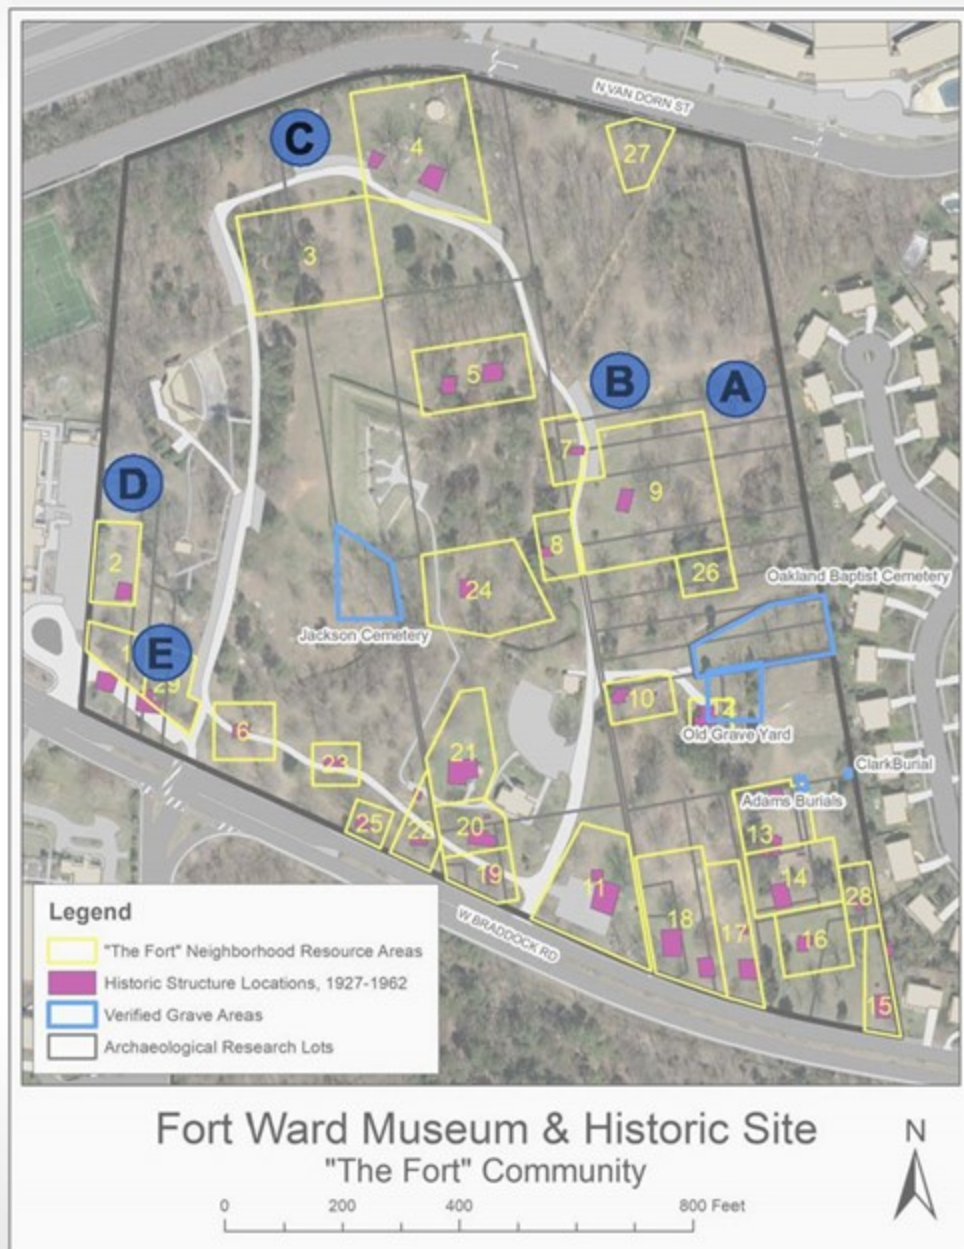 N VAN DORN ST
C
4
27
3
5
B
A
7
9
D
8
2
24
26
Oakland Baptist Cemetery
Jackson Cemetery
E
29
10
12
6
Old Grave Yard
21
23
ClarkBurial
Adams Burials
25
22
20
13
19
11
14
28
18
17
16
15
W BRADDOCK RD
Legend
"The Fort" Neighborhood Resource Areas
Historic Structure Locations, 1927-1962
Verified Grave Areas
Archaeological Research Lots
Fort Ward Museum & Historic Site
"The Fort" Community
N
0 200 400 800 Feet